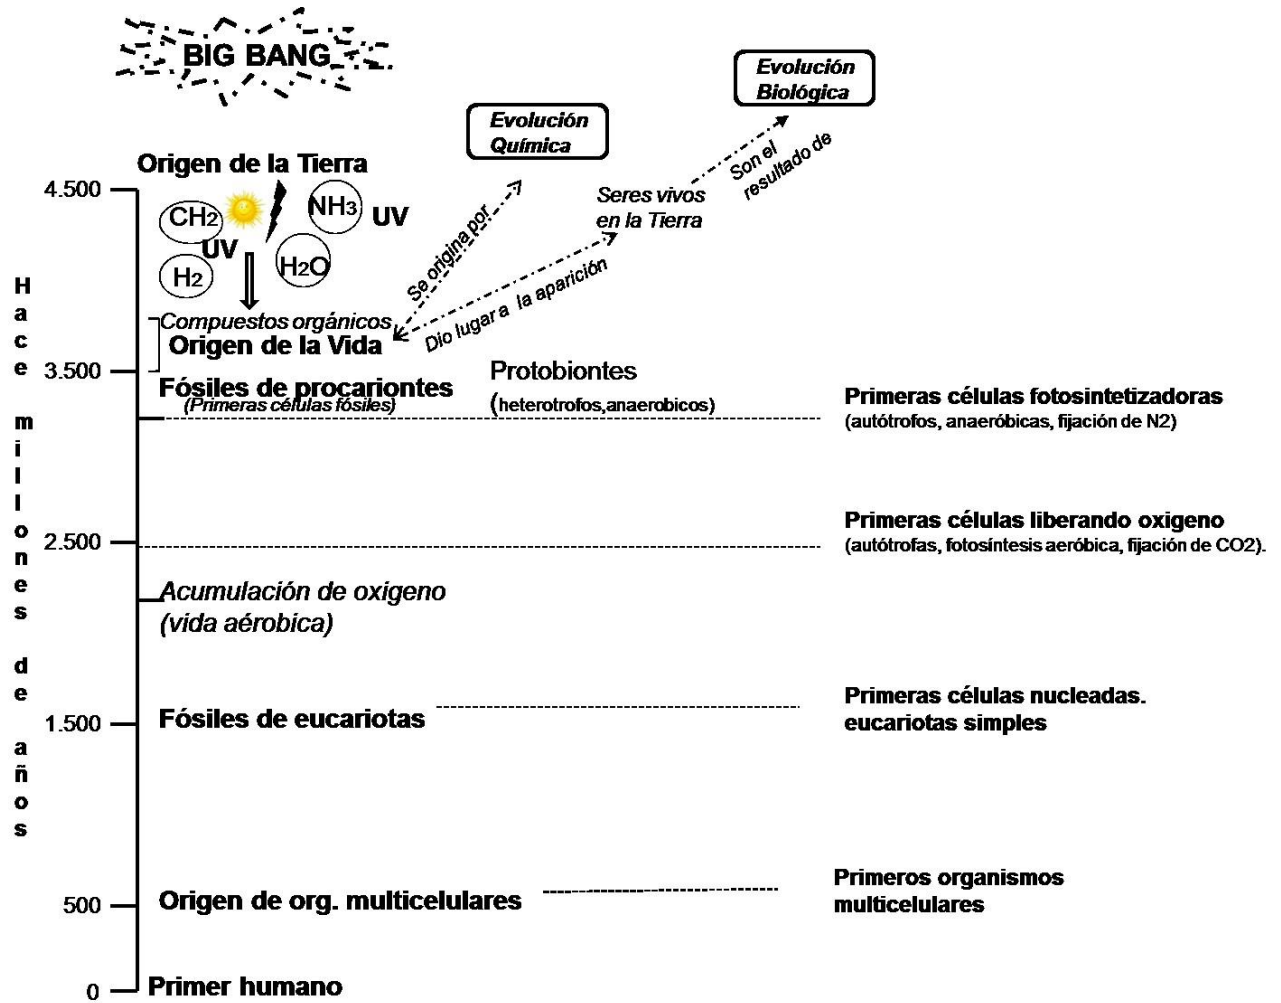 BIG BANG
Evolución
Biológica
Evolución
Química
Origen de la Tierra
4.500
CH2
NH3
UV
UV
H2
H2O
Seres vivos
en la Tierra
Son el
resultado de
Se origina por
Dio lugar a la aparición
Hace millones de años
Compuestos orgánicos
Origen de la Vida
3.500
Fósiles de procariontes
(Primeras células fósiles)
Protobiontes
(heterotrofos,anaerobicos)
Primeras células fotosintetizadoras
(autótrofos, anaeróbicas, fijación de N2)
Primeras células liberando oxigeno
(autótrofas, fotosíntesis aeróbica, fijación de CO2).
2.500
Acumulación de oxigeno
(vida aérobica)
1.500
Fósiles de eucariotas
Primeras células nucleadas.
eucariotas simples
500
Origen de org. multicelulares
Primeros organismos
multicelulares
0
Primer humano